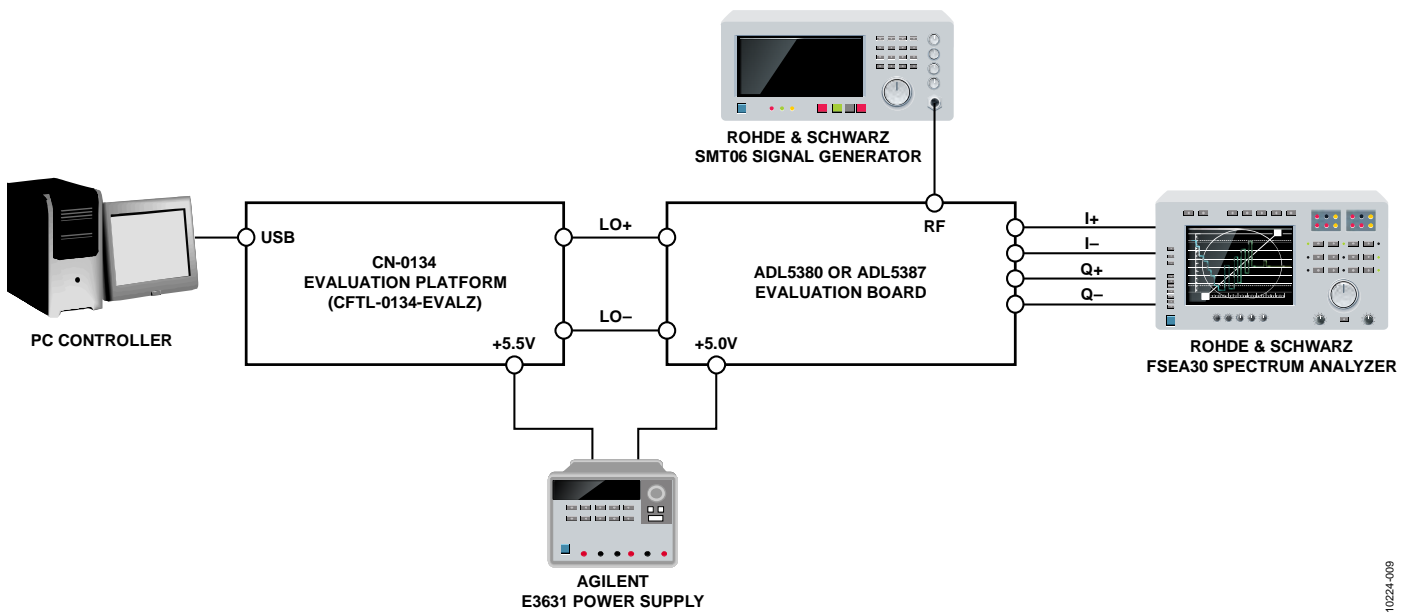 ROHDE & SCHWARZ
SMT06 SIGNAL GENERATOR
PC CONTROLLER
USB
CN-0134
EVALUATION PLATFORM
(CFTL-0134-EVALZ)
+5.5V
LO+
LO–
RF
ADL5380 OR ADL5387
EVALUATION BOARD
+5.0V
I+
I–
Q+
Q–
ROHDE & SCHWARZ
FSEA30 SPECTRUM ANALYZER
AGILENT
E3631 POWER SUPPLY
10224-009